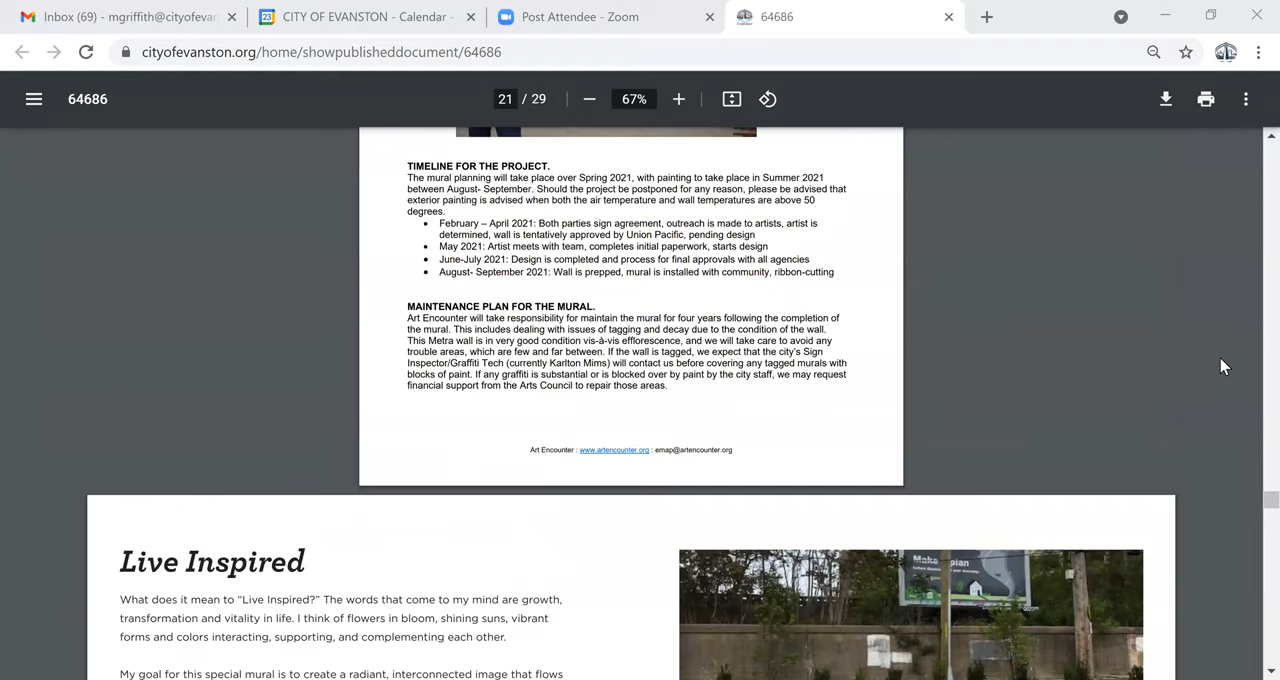 Inbox (69) - mgriffith@cityofevan
CITY OF EVANSTON - Calendar -
Post Attendee - Zoom
64686
23
cityofevanston.org/home/showpublisheddocument/64686
64686
21 / 29
67%
TIMELINE FOR THE PROJECT.
The mural planning will take place over Spring 2021, with painting to take place in Summer 2021
between August- September. Should the project be postponed for any reason, please be advised that
exterior painting is advised when both the air temperature and wall temperatures are above 50
degrees.
• February – April 2021: Both parties sign agreement, outreach is made to artists, artist is
determined, wall is tentatively approved by Union Pacific, pending design
• May 2021: Artist meets with team, completes initial paperwork, starts design
• June-July 2021: Design is completed and process for final approvals with all agencies
• August- September 2021: Wall is prepped, mural is installed with community, ribbon-cutting
MAINTENANCE PLAN FOR THE MURAL.
Art Encounter will take responsibility for maintain the mural for four years following the completion of
the mural. This includes dealing with issues of tagging and decay due to the condition of the wall.
This Metra wall is in very good condition vis-à-vis efflorescence, and we will take care to avoid any
trouble areas, which are few and far between. If the wall is tagged, we expect that the city's Sign
Inspector/Graffiti Tech (currently Karlton Mims) will contact us before covering any tagged murals with
blocks of paint. If any graffiti is substantial or is blocked over by paint by the city staff, we may request
financial support from the Arts Council to repair those areas.
Art Encounter : www.artencounter.org : emap@artencounter.org
Live Inspired
What does it mean to “Live Inspired?” The words that come to my mind are growth,
transformation and vitality in life. I think of flowers in bloom, shining suns, vibrant
forms and colors interacting, supporting, and complementing each other.
My goal for this special mural is to create a radiant, interconnected image that flows
Make plan